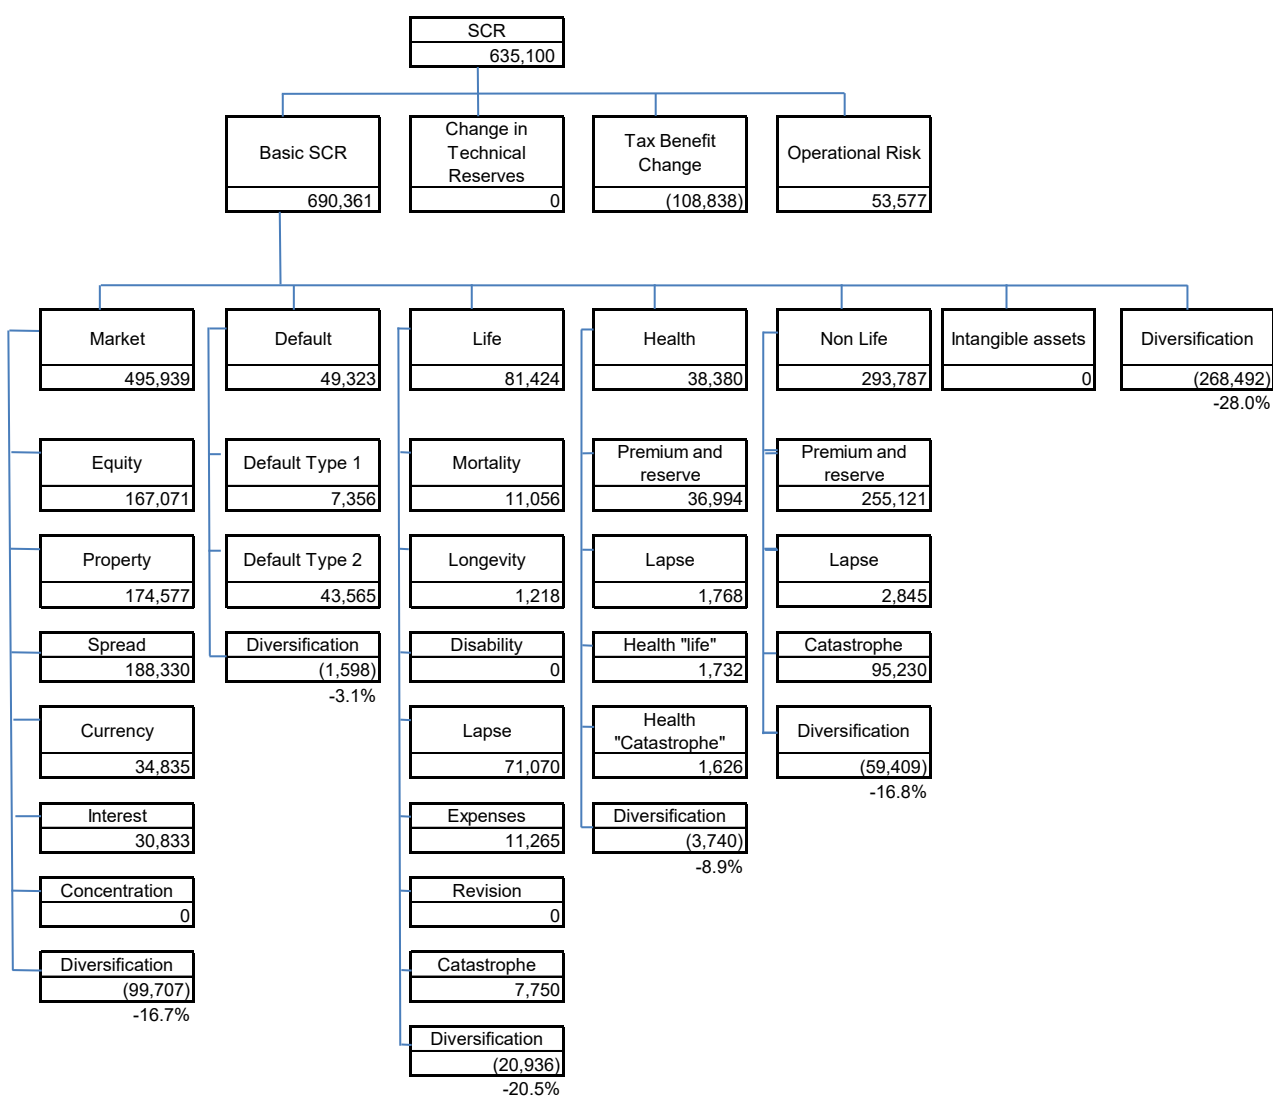 SCR
635,100
Basic SCR
690,361
Change in
Technical
Reserves
0
Tax Benefit
Change
(108,838)
Operational Risk
53,577
Market
495,939
Default
49,323
Life
81,424
Health
38,380
Non Life
293,787
Intangible assets
0
Diversification
(268,492)
-28.0%
Equity
167,071
Property
174,577
Spread
188,330
Currency
34,835
Interest
30,833
Concentration
0
Diversification
(99,707)
-16.7%
Default Type 1
7,356
Default Type 2
43,565
Diversification
(1,598)
-3.1%
Mortality
11,056
Longevity
1,218
Disability
0
Lapse
71,070
Expenses
11,265
Revision
0
Catastrophe
7,750
Diversification
(20,936)
-20.5%
Premium and
reserve
36,994
Lapse
1,768
Health "life"
1,732
Health
"Catastrophe"
1,626
Diversification
(3,740)
-8.9%
Premium and
reserve
255,121
Lapse
2,845
Catastrophe
95,230
Diversification
(59,409)
-16.8%